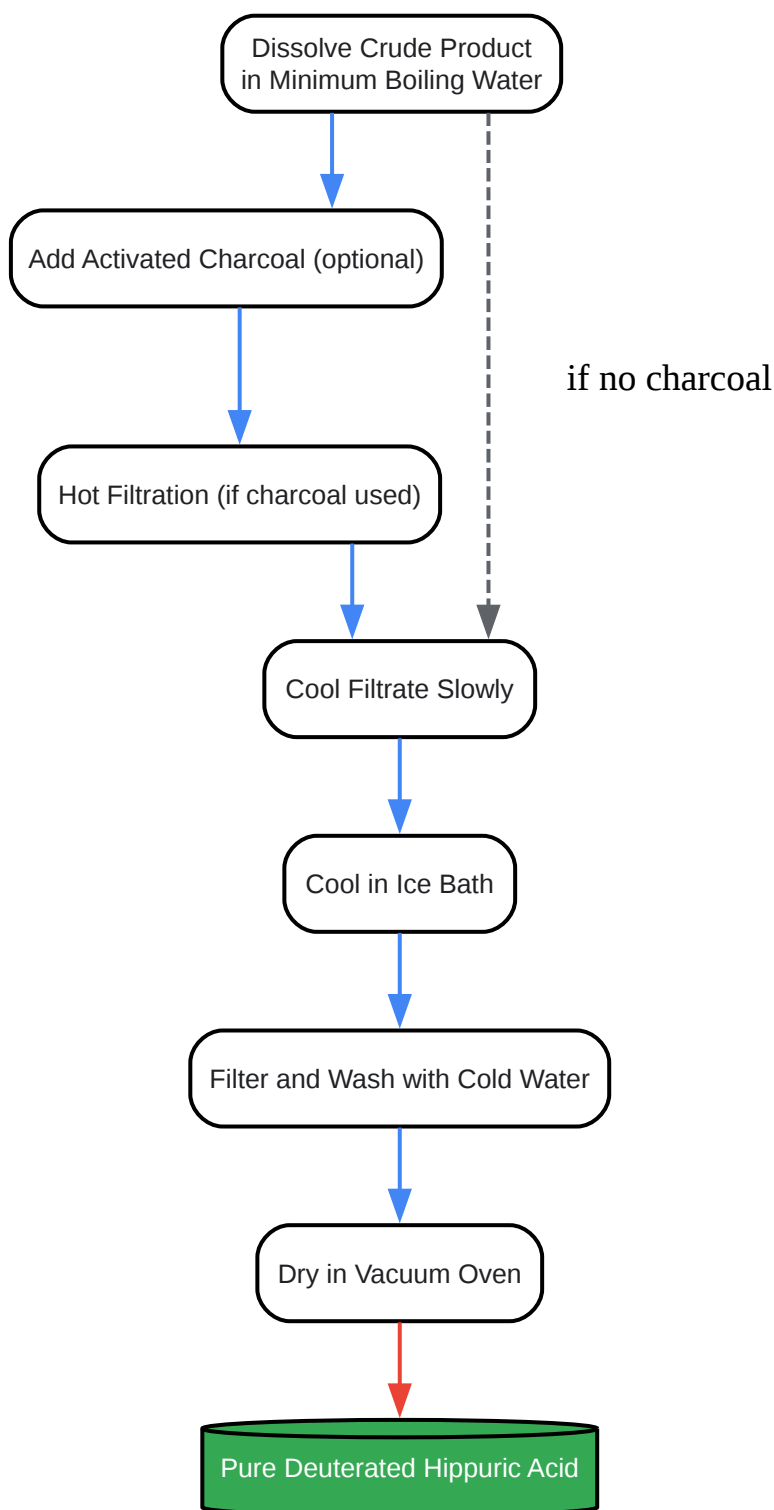 Dissolve Crude Product
in Minimum Boiling Water
Add Activated Charcoal (optional)
if no charcoal
Hot Filtration (if charcoal used)
Cool Filtrate Slowly
Cool in Ice Bath
Filter and Wash with Cold Water
Dry in Vacuum Oven
Pure Deuterated Hippuric Acid